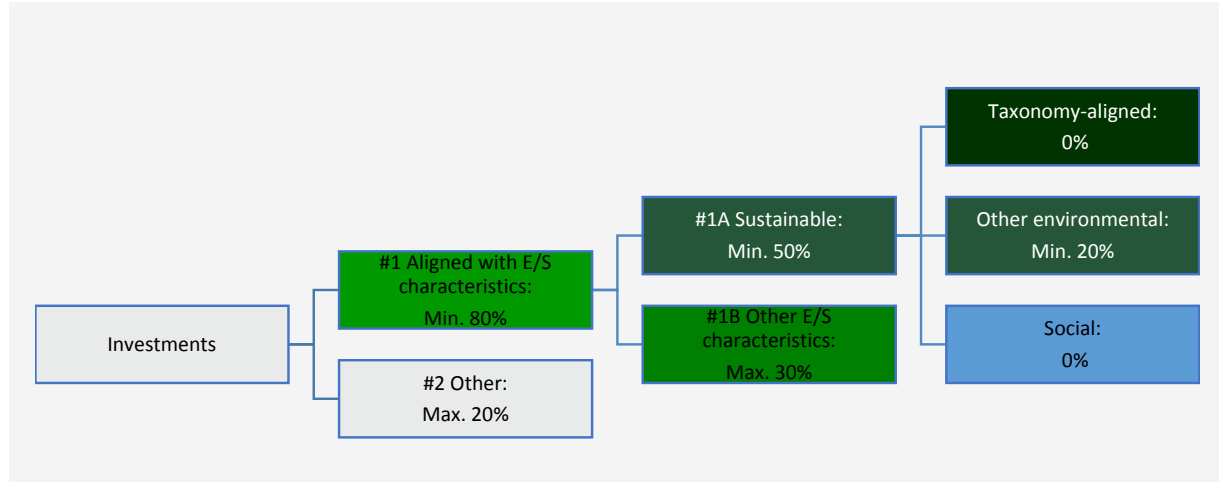 Investments
#1 Aligned with E/S
characteristics:
Min. 80%
#2 Other:
Max. 20%
#1A Sustainable:
Min. 50%
#1B Other E/S
characteristics:
Max. 30%
Taxonomy-aligned:
0%
Other environmental:
Min. 20%
Social:
0%